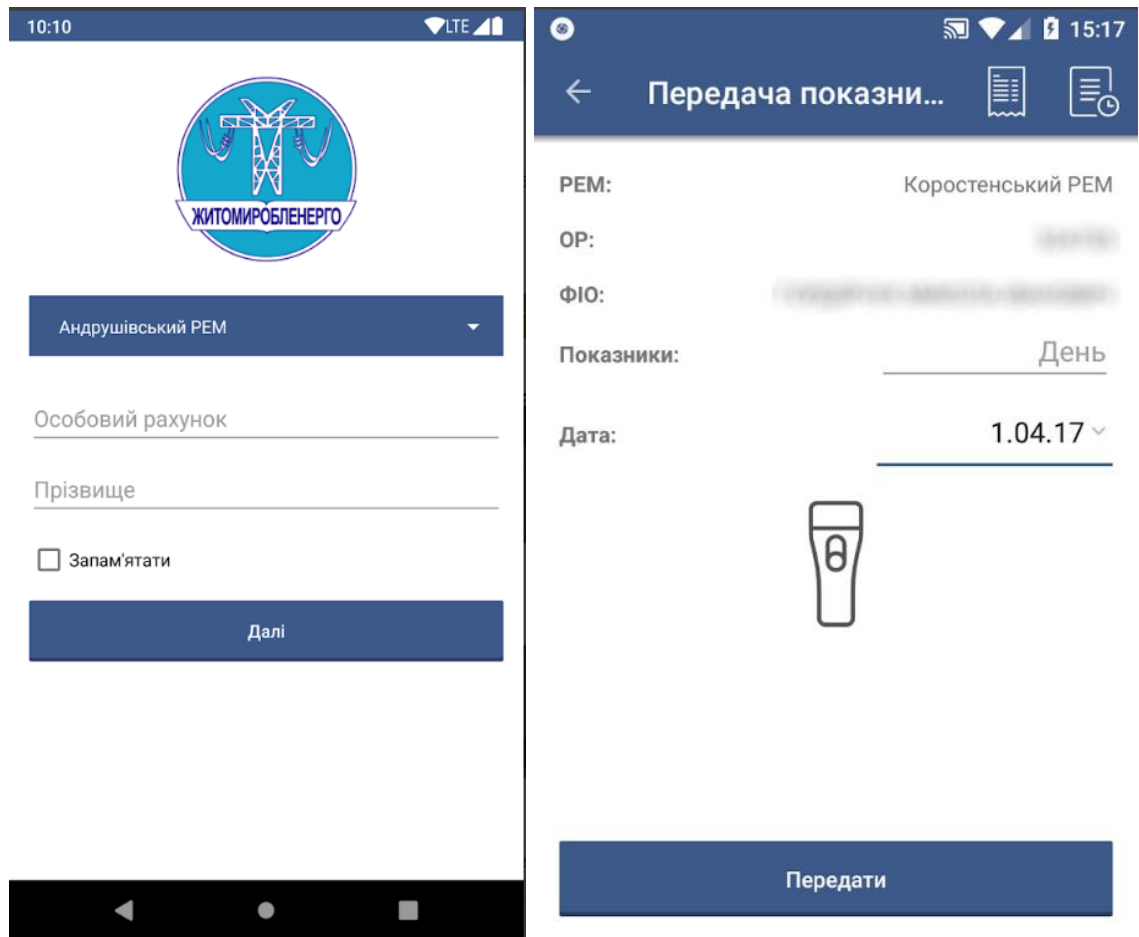 10:10
LTE
ЖИТОМИРОБЛЕНЕРГО
Андрушівський РЕМ
Особовий рахунок
Прізвище
Запам'ятати
Далі
15:17
Передача показни...
РЕМ:
Коростенський РЕМ
ОР:
ФІО:
Показники:
День
Дата:
1.04.17
Передати